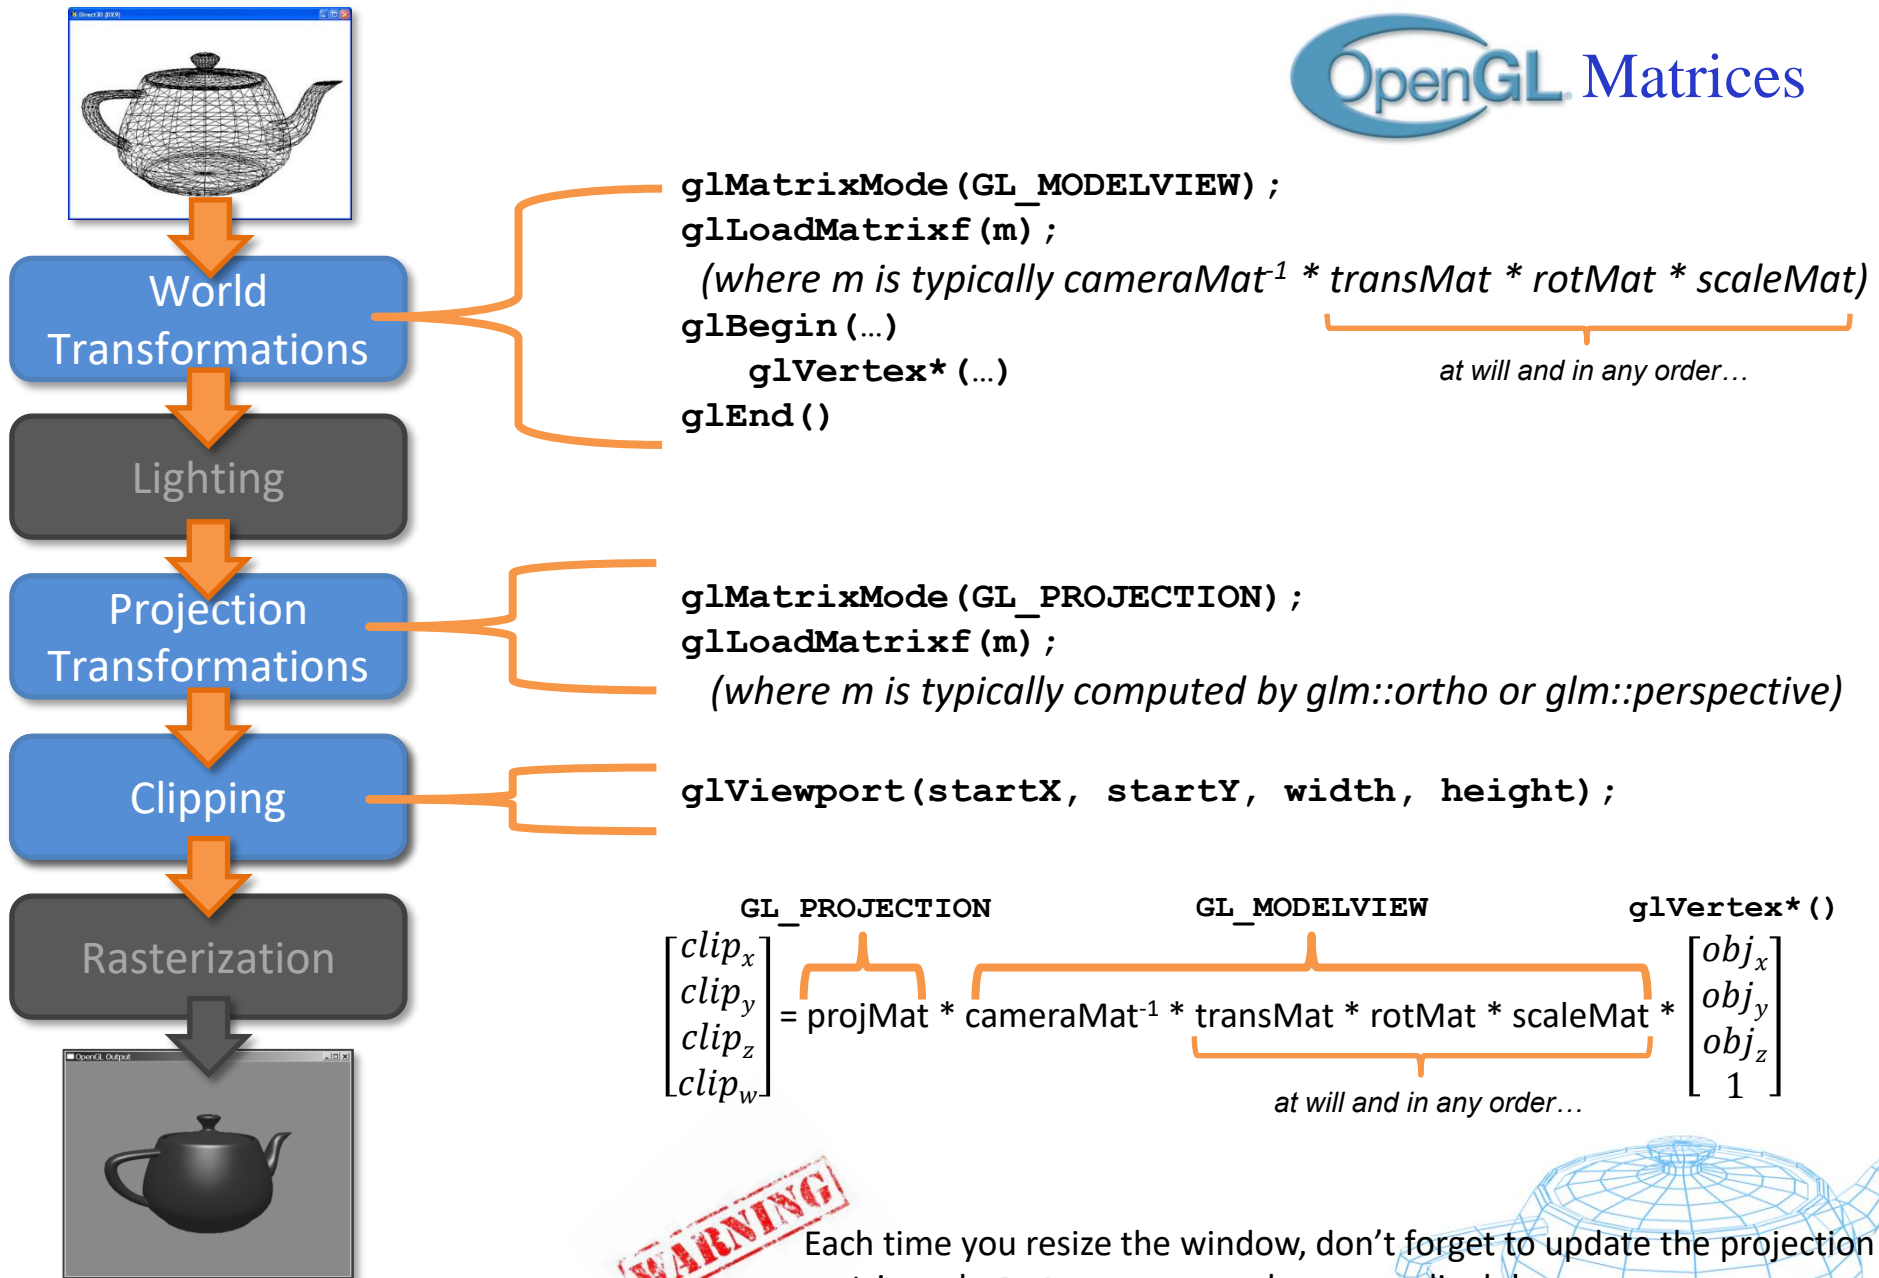 Direct3D (DX9)
OpenGL. Matrices
glMatrixMode(GL_MODELVIEW);
glLoadMatrixf(m);
(where m is typically cameraMat-1 * transMat * rotMat * scaleMat)
at will and in any order…
glBegin(…)
glVertex*(…)
glEnd()
World
Transformations
Lighting
Projection
Transformations
glMatrixMode(GL_PROJECTION);
glLoadMatrixf(m);
(where m is typically computed by glm::ortho or glm::perspective)
Clipping
glViewport(startX, startY, width, height);
Rasterization
GL_PROJECTION GL_MODELVIEW glVertex*()
clipx
clipy
clipz
clipw
= projMat * cameraMat-1 * transMat * rotMat * scaleMat *
objx
objy
objz
1
at will and in any order…
OpenGL Output
WARNING
Each time you resize the window, don't forget to update the projection